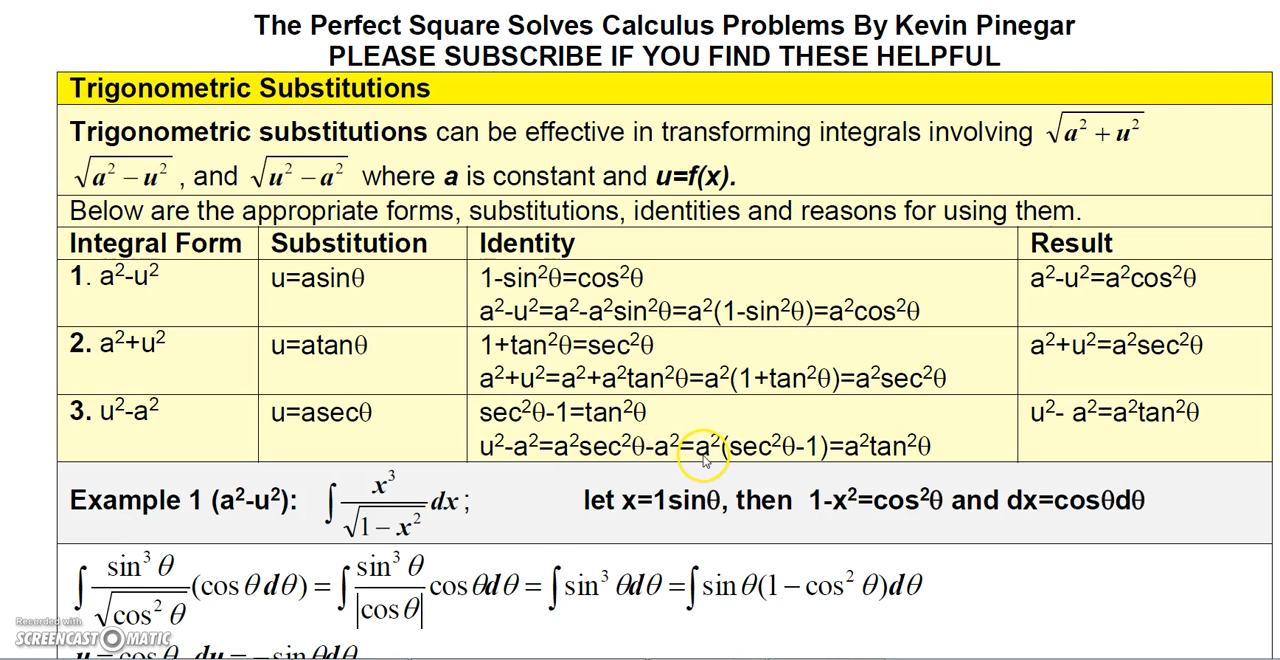 The Perfect Square Solves Calculus Problems By Kevin Pinegar
PLEASE SUBSCRIBE IF YOU FIND THESE HELPFUL
Trigonometric Substitutions
Trigonometric substitutions can be effective in transforming integrals involving √(a²+u²)
√(a²−u²), and √(u²−a²) where a is constant and u=f(x).
Below are the appropriate forms, substitutions, identities and reasons for using them.
Integral Form Substitution Identity Result
1. a²-u² u=asinθ 1-sin²θ=cos²θ a²-u²=a²cos²θ
a²-u²=a²-a²sin²θ=a²(1-sin²θ)=a²cos²θ
2. a²+u² u=atanθ 1+tan²θ=sec²θ a²+u²=a²sec²θ
a²+u²=a²+a²tan²θ=a²(1+tan²θ)=a²sec²θ
3. u²-a² u=asecθ sec²θ-1=tan²θ u²- a²=a²tan²θ
u²-a²=a²sec²θ-a²=a²(sec²θ-1)=a²tan²θ
Example 1 (a²-u²): ∫ x³/√(1−x²) dx; let x=1sinθ, then 1-x²=cos²θ and dx=cosθdθ
∫ sin³θ/√(cos²θ) (cosθdθ) = ∫ sin³θ/|cosθ| cosθdθ = ∫ sin³θdθ = ∫ sinθ(1−cos²θ)dθ
Recorded with
SCREENCAST-O-MATIC
u = cosθ du = −sinθdθ